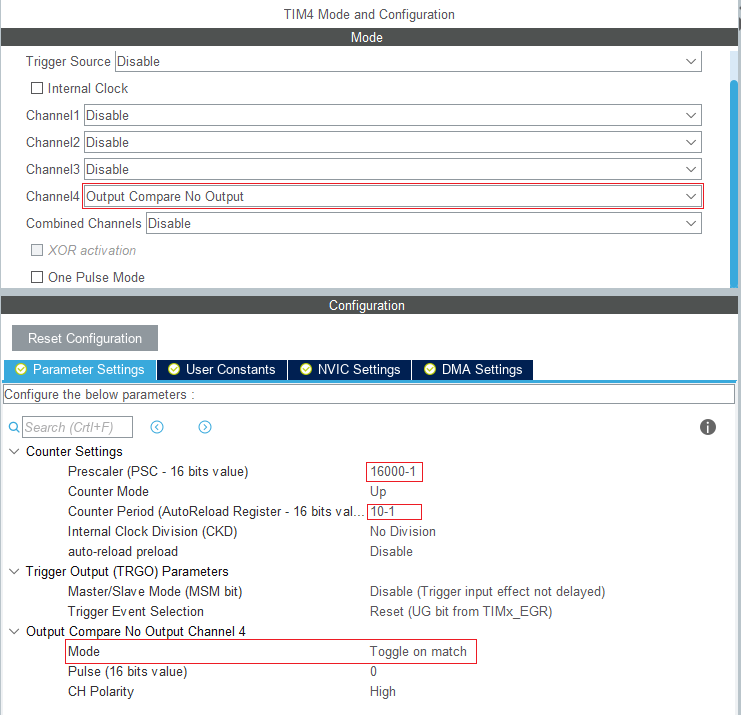 TIM4 Mode and Configuration
Mode
Trigger Source Disable
Internal Clock
Channel1 Disable
Channel2 Disable
Channel3 Disable
Channel4 Output Compare No Output
Combined Channels Disable
XOR activation
One Pulse Mode
Configuration
Reset Configuration
Parameter Settings User Constants NVIC Settings DMA Settings
Configure the below parameters :
Search (Crtl+F)
Counter Settings
Prescaler (PSC - 16 bits value) 16000-1
Counter Mode Up
Counter Period (AutoReload Register - 16 bits val... 10-1
Internal Clock Division (CKD) No Division
auto-reload preload Disable
Trigger Output (TRGO) Parameters
Master/Slave Mode (MSM bit) Disable (Trigger input effect not delayed)
Trigger Event Selection Reset (UG bit from TIMx_EGR)
Output Compare No Output Channel 4
Mode Toggle on match
Pulse (16 bits value) 0
CH Polarity High